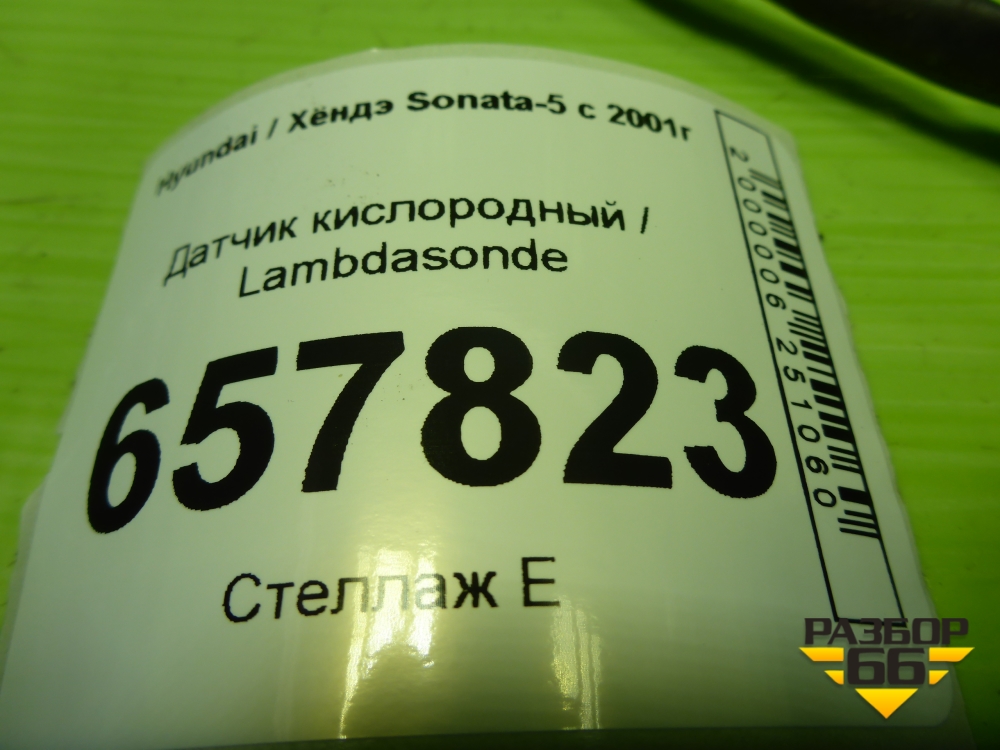 Hyundai / Хёндэ Sonata-5 с 2001г
Датчик кислородный /
Lambdasonde
657823
Стеллаж Е
2000006251060
РАЗБОР
66